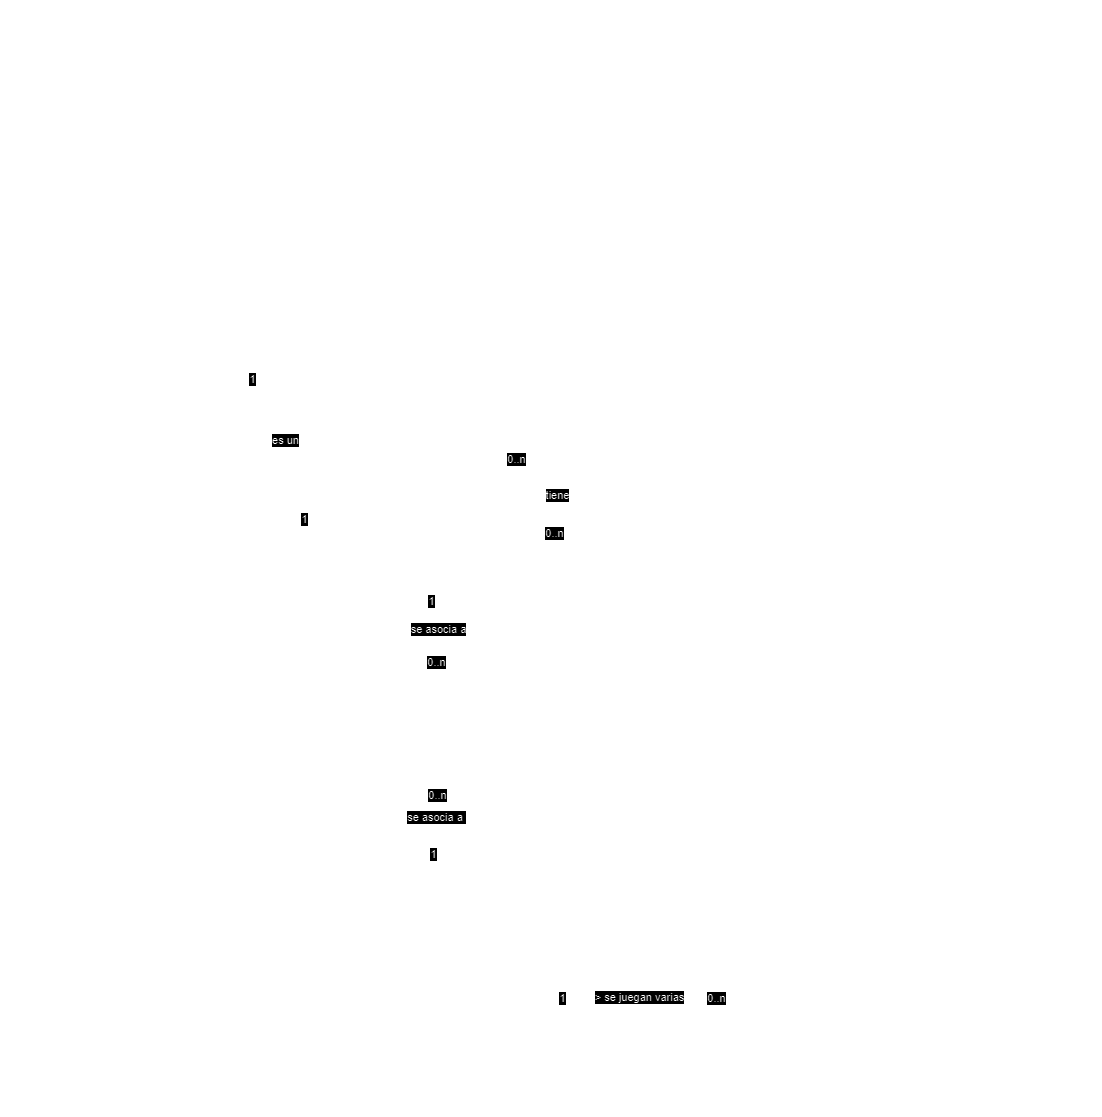 1
es un
0..n
tiene
1
0..n
1
se asocia a
0..n
0..n
se asocia a
1
1 > se juegan varias 0..n